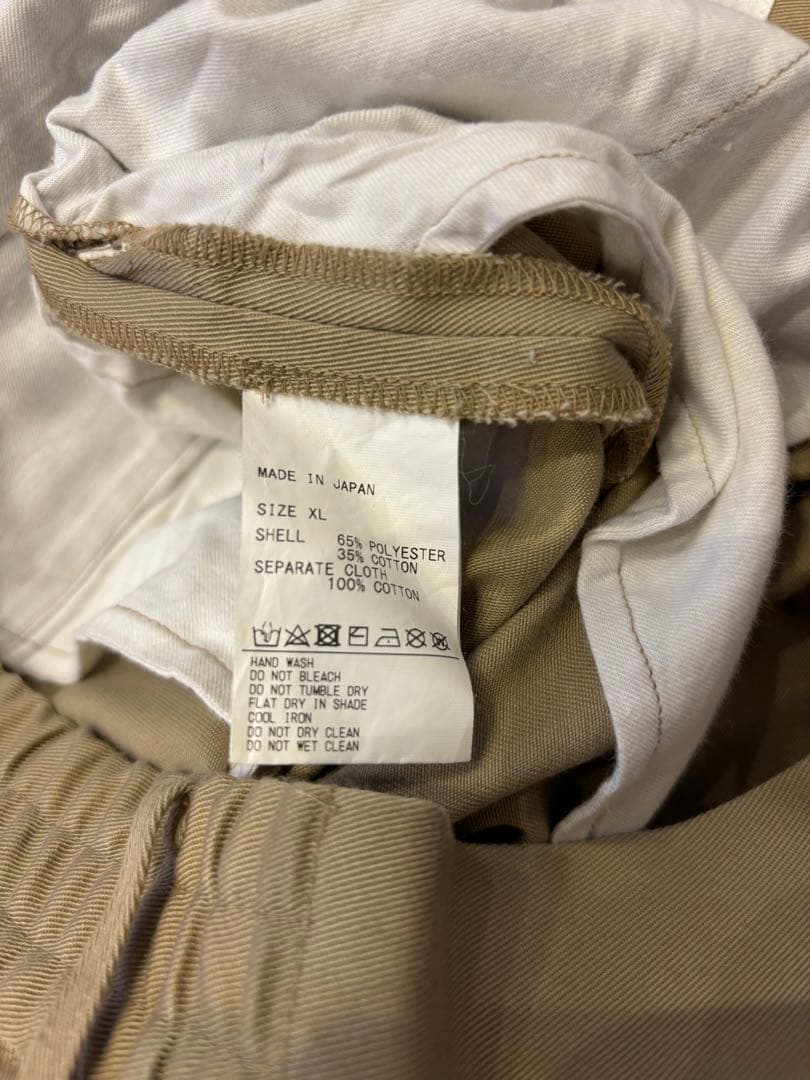 MADE IN JAPAN
SIZE XL
SHELL 65% POLYESTER
35% COTTON
SEPARATE CLOTH
100% COTTON
HAND WASH
DO NOT BLEACH
DO NOT TUMBLE DRY
FLAT DRY IN SHADE
COOL IRON
DO NOT DRY CLEAN
DO NOT WET CLEAN